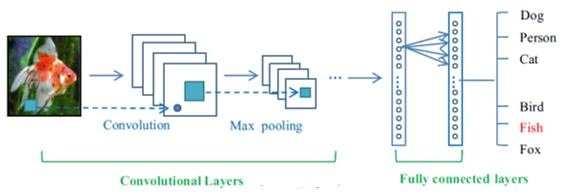 Dog
Person
Cat
Bird
Fish
Fox
Convolution
Max pooling
...
Convolutional Layers
Fully connected layers